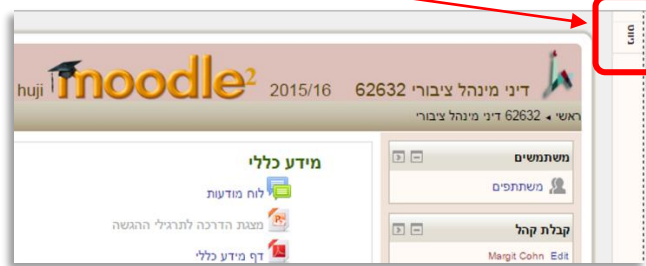 ניווט
דיני מינהל ציבורי 62632 2015/16 moodle² huji
ראשי ◄ 62632 דיני מינהל ציבורי
משתמשים
משתתפים
קבלת קהל
Margit Cohn Edit
מידע כללי
לוח מודעות
מצגת הדרכה לתרגילי ההגשה
דף מידע כללי